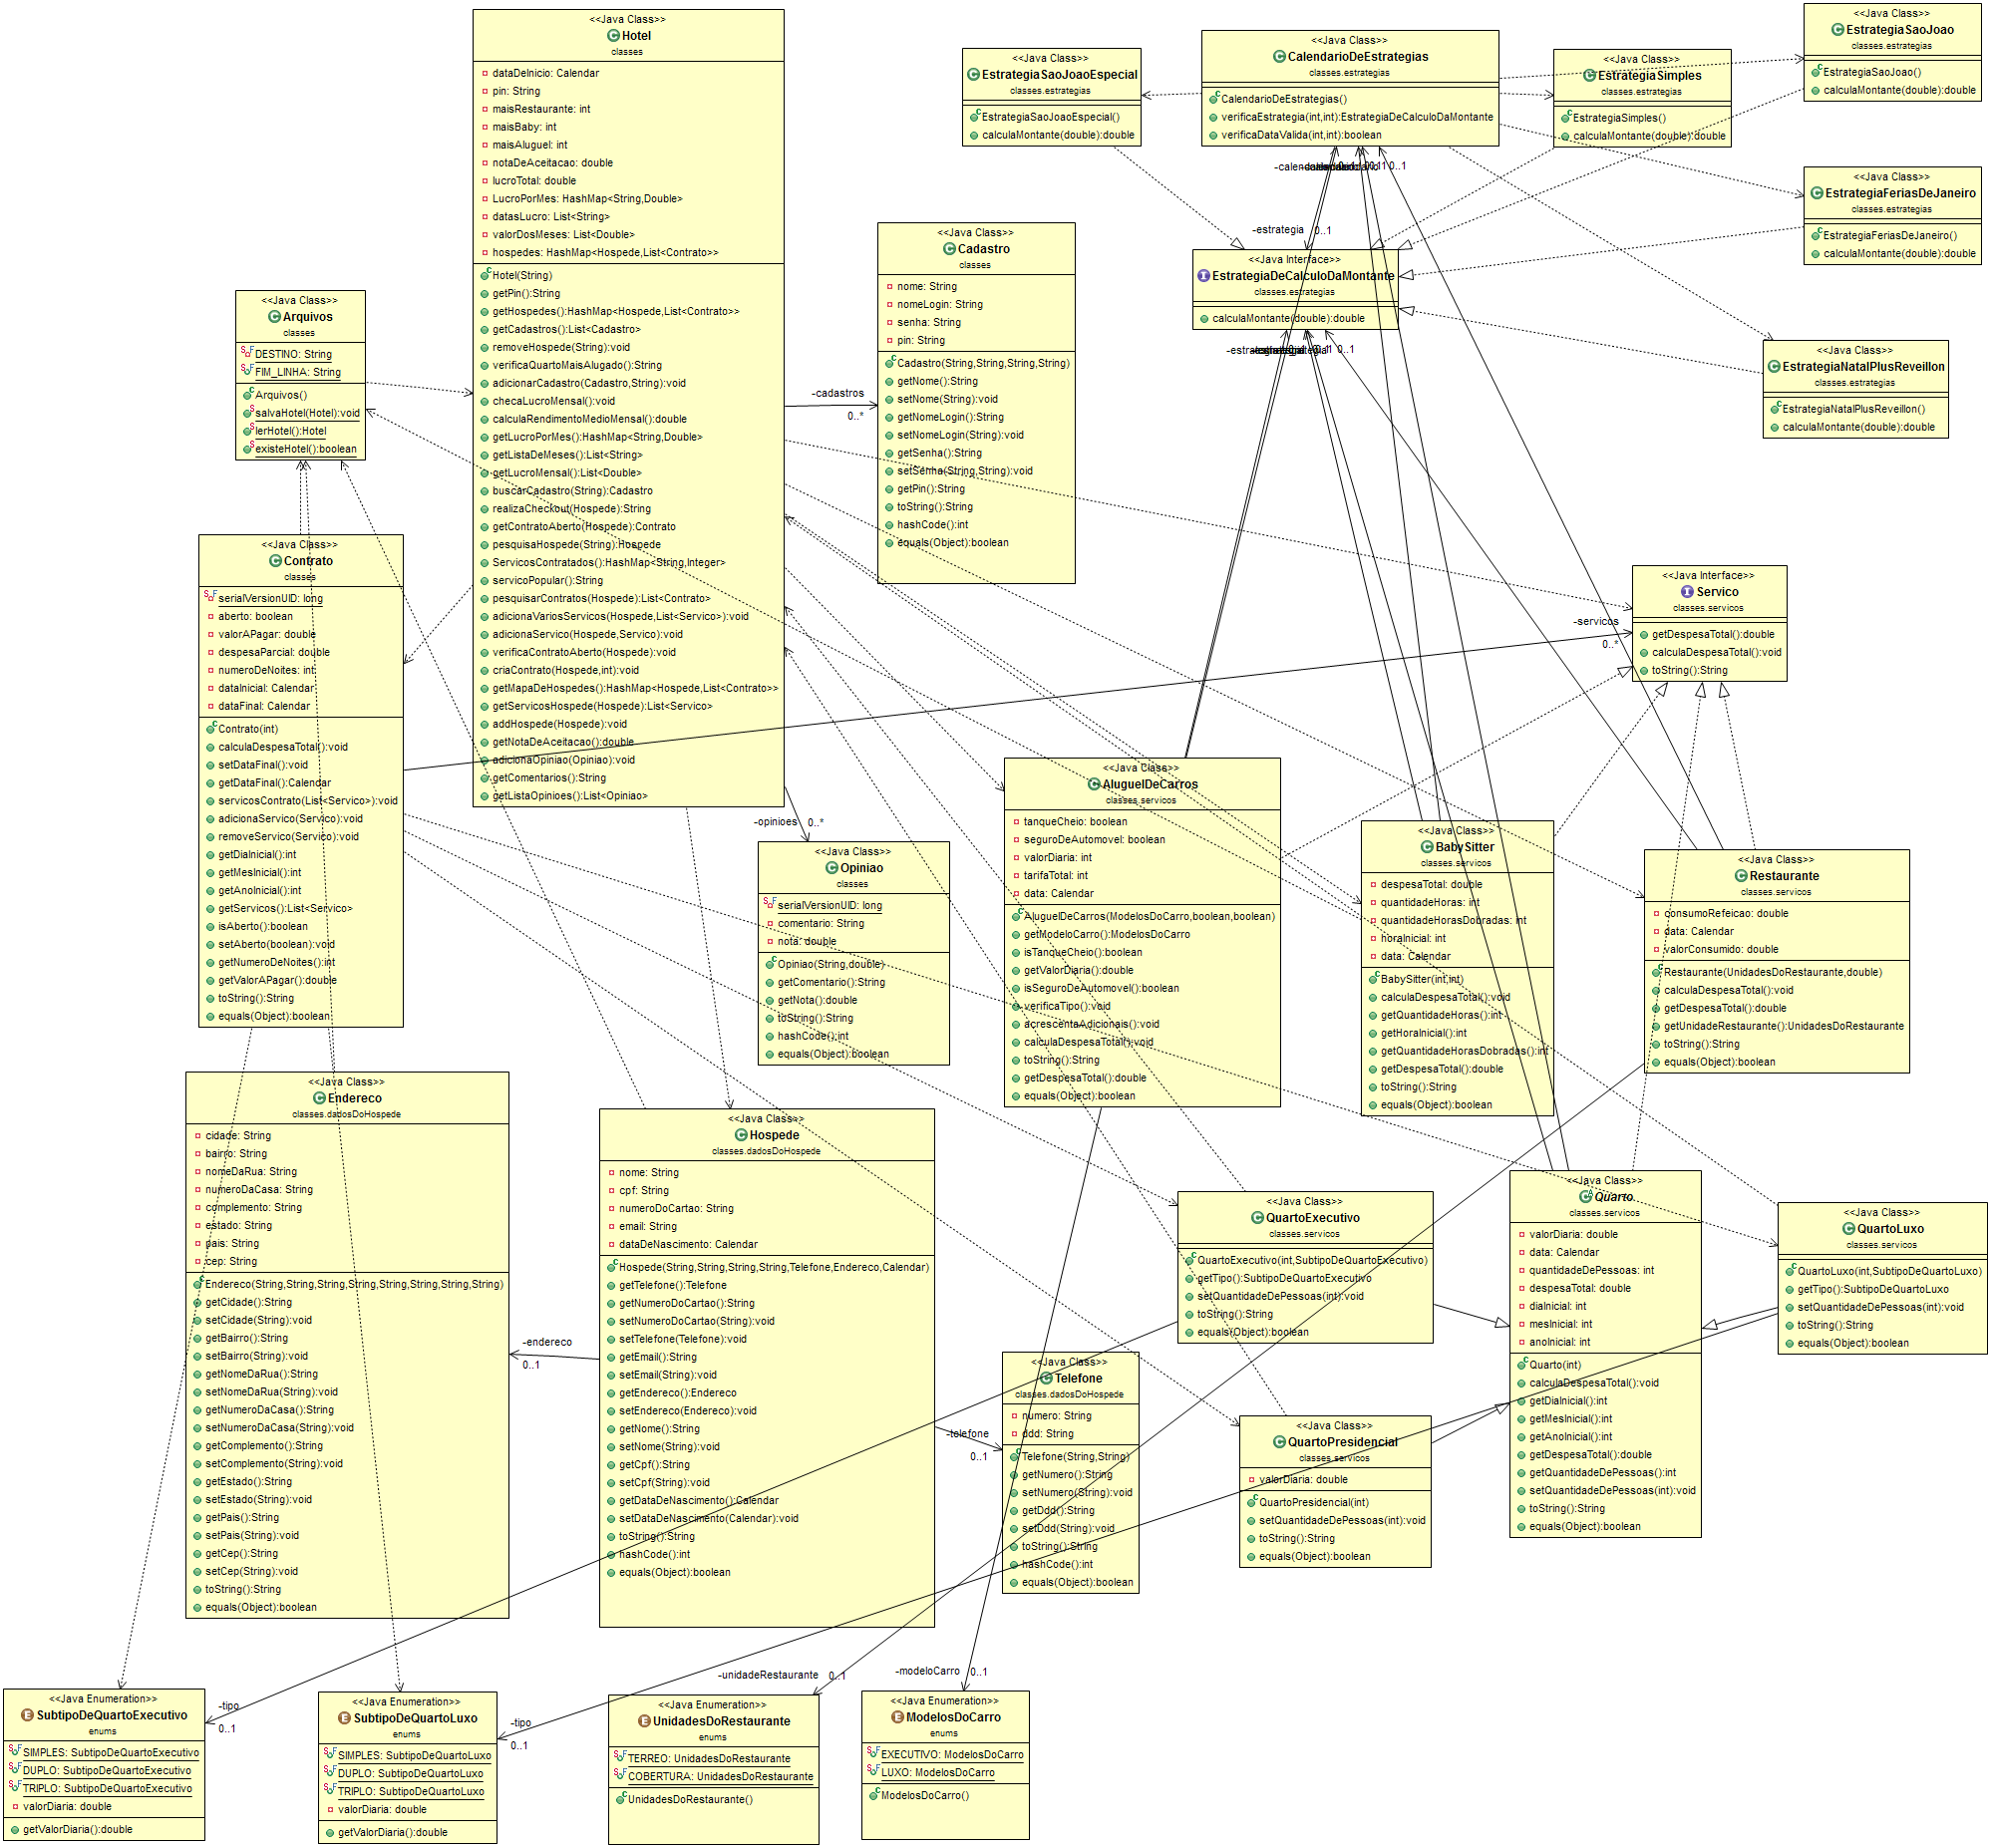 <<Java Class>>
Hotel
classes
dataDeInicio: Calendar
pin: String
maisRestaurante: int
maisBaby: int
maisAluguel: int
notaDeAceitacao: double
lucroTotal: double
LucroPorMes: HashMap<String,Double>
datasLucro: List<String>
valorDosMeses: List<Double>
hospedes: HashMap<Hospede,List<Contrato>>
Hotel(String)
getPin():String
getHospedes():HashMap<Hospede,List<Contrato>>
getCadastros():List<Cadastro>
removeHospede(String):void
verificaQuartoMaisAlugado():String
adicionarCadastro(Cadastro,String):void
checaLucroMensal():void
calculaRendimentoMedioMensal():double
getLucroPorMes():HashMap<String,Double>
getListaDeMeses():List<String>
getLucroMensal():List<Double>
buscarCadastro(String):Cadastro
realizaCheckout(Hospede):String
getContratoAberto(Hospede):Contrato
pesquisaHospede(String):Hospede
ServicosContratados():HashMap<String,Integer>
servicoPopular():String
pesquisarContratos(Hospede):List<Contrato>
adicionaVariosServicos(Hospede,List<Servico>):void
adicionaServico(Hospede,Servico):void
verificaContratoAberto(Hospede):void
criaContrato(Hospede,int):void
getMapaDeHospedes():HashMap<Hospede,List<Contrato>>
getServicosHospede(Hospede):List<Servico>
addHospede(Hospede):void
getNotaDeAceitacao():double
adicionaOpiniao(Opiniao):void
getComentarios():String
getListaOpinioes():List<Opiniao>
<<Java Class>>
EstrategiaSaoJoaoEspecial
classes.estrategias
EstrategiaSaoJoaoEspecial()
calculaMontante(double):double
<<Java Class>>
CalendarioDeEstrategias
classes.estrategias
CalendarioDeEstrategias()
verificaEstrategia(int,int):EstrategiaDeCalculoDaMontante
verificaDataValida(int,int):boolean
<<Java Class>>
EstrategiaSimples
classes.estrategias
EstrategiaSimples()
calculaMontante(double):double
<<Java Class>>
EstrategiaSaoJoao
classes.estrategias
EstrategiaSaoJoao()
calculaMontante(double):double
<<Java Class>>
EstrategiaFeriasDeJaneiro
classes.estrategias
EstrategiaFeriasDeJaneiro()
calculaMontante(double):double
0..1
-estrategia
0..1
<<Java Interface>>
EstrategiaDeCalculoDaMontante
classes.estrategias
calculaMontante(double):double
0..1
<<Java Class>>
EstrategiaNatalPlusReveillon
classes.estrategias
EstrategiaNatalPlusReveillon()
calculaMontante(double):double
<<Java Class>>
Cadastro
classes
nome: String
nomeLogin: String
senha: String
pin: String
Cadastro(String,String,String,String)
getNome():String
setNome(String):void
getNomeLogin():String
setNomeLogin(String):void
getSenha():String
setSenha(String,String):void
getPin():String
toString():String
hashCode():int
equals(Object):boolean
-cadastros
0..*
<<Java Class>>
Arquivos
classes
DESTINO: String
FIM_LINHA: String
Arquivos()
salvaHotel(Hotel):void
lerHotel():Hotel
existeHotel():boolean
<<Java Class>>
Contrato
classes
serialVersionUID: long
aberto: boolean
valorAPagar: double
despesaParcial: double
numeroDeNoites: int
dataInicial: Calendar
dataFinal: Calendar
Contrato(int)
calculaDespesaTotal():void
setDataFinal():void
getDataFinal():Calendar
servicosContrato(List<Servico>):void
adicionaServico(Servico):void
removeServico(Servico):void
getDiaInicial():int
getMesInicial():int
getAnoInicial():int
getServicos():List<Servico>
isAberto():boolean
setAberto(boolean):void
getNumeroDeNoites():int
getValorAPagar():double
toString():String
equals(Object):boolean
<<Java Interface>>
Servico
classes.servicos
getDespesaTotal():double
calculaDespesaTotal():void
toString():String
-servicos
0..*
-opinioes
0..*
<<Java Class>>
Opiniao
classes
serialVersionUID: long
comentario: String
nota: double
Opiniao(String,double)
getComentario():String
getNota():double
toString():String
hashCode():int
equals(Object):boolean
<<Java Class>>
AluguelDeCarros
classes.servicos
tanqueCheio: boolean
seguroDeAutomovel: boolean
valorDiaria: int
tarifaTotal: int
data: Calendar
AluguelDeCarros(ModelosDoCarro,boolean,boolean)
getModeloCarro():ModelosDoCarro
isTanqueCheio():boolean
getValorDiaria():double
isSeguroDeAutomovel():boolean
verificaTipo():void
acrescentaAdicionais():void
calculaDespesaTotal():void
toString():String
getDespesaTotal():double
equals(Object):boolean
<<Java Class>>
BabySitter
classes.servicos
despesaTotal: double
quantidadeHoras: int
quantidadeHorasDobradas: int
horaInicial: int
data: Calendar
BabySitter(int,int)
calculaDespesaTotal():void
getQuantidadeHoras():int
getHoraInicial():int
getQuantidadeHorasDobradas():int
getDespesaTotal():double
toString():String
equals(Object):boolean
<<Java Class>>
Restaurante
classes.servicos
consumoRefeicao: double
data: Calendar
valorConsumido: double
Restaurante(UnidadesDoRestaurante,double)
calculaDespesaTotal():void
getDespesaTotal():double
getUnidadeRestaurante():UnidadesDoRestaurante
toString():String
equals(Object):boolean
<<Java Class>>
Endereco
classes.dadosDoHospede
cidade: String
bairro: String
nomeDaRua: String
numeroDaCasa: String
complemento: String
estado: String
pais: String
cep: String
Endereco(String,String,String,String,String,String,String,String)
getCidade():String
setCidade(String):void
getBairro():String
setBairro(String):void
getNomeDaRua():String
setNomeDaRua(String):void
getNumeroDaCasa():String
setNumeroDaCasa(String):void
getComplemento():String
setComplemento(String):void
getEstado():String
setEstado(String):void
getPais():String
setPais(String):void
getCep():String
setCep(String):void
toString():String
equals(Object):boolean
-endereco
0..1
<<Java Class>>
Hospede
classes.dadosDoHospede
nome: String
cpf: String
numeroDoCartao: String
email: String
dataDeNascimento: Calendar
Hospede(String,String,String,String,Telefone,Endereco,Calendar)
getTelefone():Telefone
getNumeroDoCartao():String
setNumeroDoCartao(String):void
setTelefone(Telefone):void
getEmail():String
setEmail(String):void
getEndereco():Endereco
setEndereco(Endereco):void
getNome():String
setNome(String):void
getCpf():String
setCpf(String):void
getDataDeNascimento():Calendar
setDataDeNascimento(Calendar):void
toString():String
hashCode():int
equals(Object):boolean
-telefone
0..1
<<Java Class>>
Telefone
classes.dadosDoHospede
numero: String
ddd: String
Telefone(String,String)
getNumero():String
setNumero(String):void
getDdd():String
setDdd(String):void
toString():String
hashCode():int
equals(Object):boolean
<<Java Class>>
QuartoExecutivo
classes.servicos
QuartoExecutivo(int,SubtipoDeQuartoExecutivo)
getTipo():SubtipoDeQuartoExecutivo
setQuantidadeDePessoas(int):void
toString():String
equals(Object):boolean
<<Java Class>>
QuartoPresidencial
classes.servicos
valorDiaria: double
QuartoPresidencial(int)
setQuantidadeDePessoas(int):void
toString():String
equals(Object):boolean
<<Java Class>>
Quarto
classes.servicos
valorDiaria: double
data: Calendar
quantidadeDePessoas: int
despesaTotal: double
diaInicial: int
mesInicial: int
anoInicial: int
Quarto(int)
calculaDespesaTotal():void
getDiaInicial():int
getMesInicial():int
getAnoInicial():int
getDespesaTotal():double
getQuantidadeDePessoas():int
setQuantidadeDePessoas(int):void
toString():String
equals(Object):boolean
<<Java Class>>
QuartoLuxo
classes.servicos
QuartoLuxo(int,SubtipoDeQuartoLuxo)
getTipo():SubtipoDeQuartoLuxo
setQuantidadeDePessoas(int):void
toString():String
equals(Object):boolean
<<Java Enumeration>>
SubtipoDeQuartoExecutivo
enums
SIMPLES: SubtipoDeQuartoExecutivo
DUPLO: SubtipoDeQuartoExecutivo
TRIPLO: SubtipoDeQuartoExecutivo
valorDiaria: double
getValorDiaria():double
-tipo
0..1
<<Java Enumeration>>
SubtipoDeQuartoLuxo
enums
SIMPLES: SubtipoDeQuartoLuxo
DUPLO: SubtipoDeQuartoLuxo
TRIPLO: SubtipoDeQuartoLuxo
valorDiaria: double
getValorDiaria():double
-tipo
0..1
-unidadeRestaurante
0..1
<<Java Enumeration>>
UnidadesDoRestaurante
enums
TERREO: UnidadesDoRestaurante
COBERTURA: UnidadesDoRestaurante
UnidadesDoRestaurante()
-modeloCarro
0..1
<<Java Enumeration>>
ModelosDoCarro
enums
EXECUTIVO: ModelosDoCarro
LUXO: ModelosDoCarro
ModelosDoCarro()